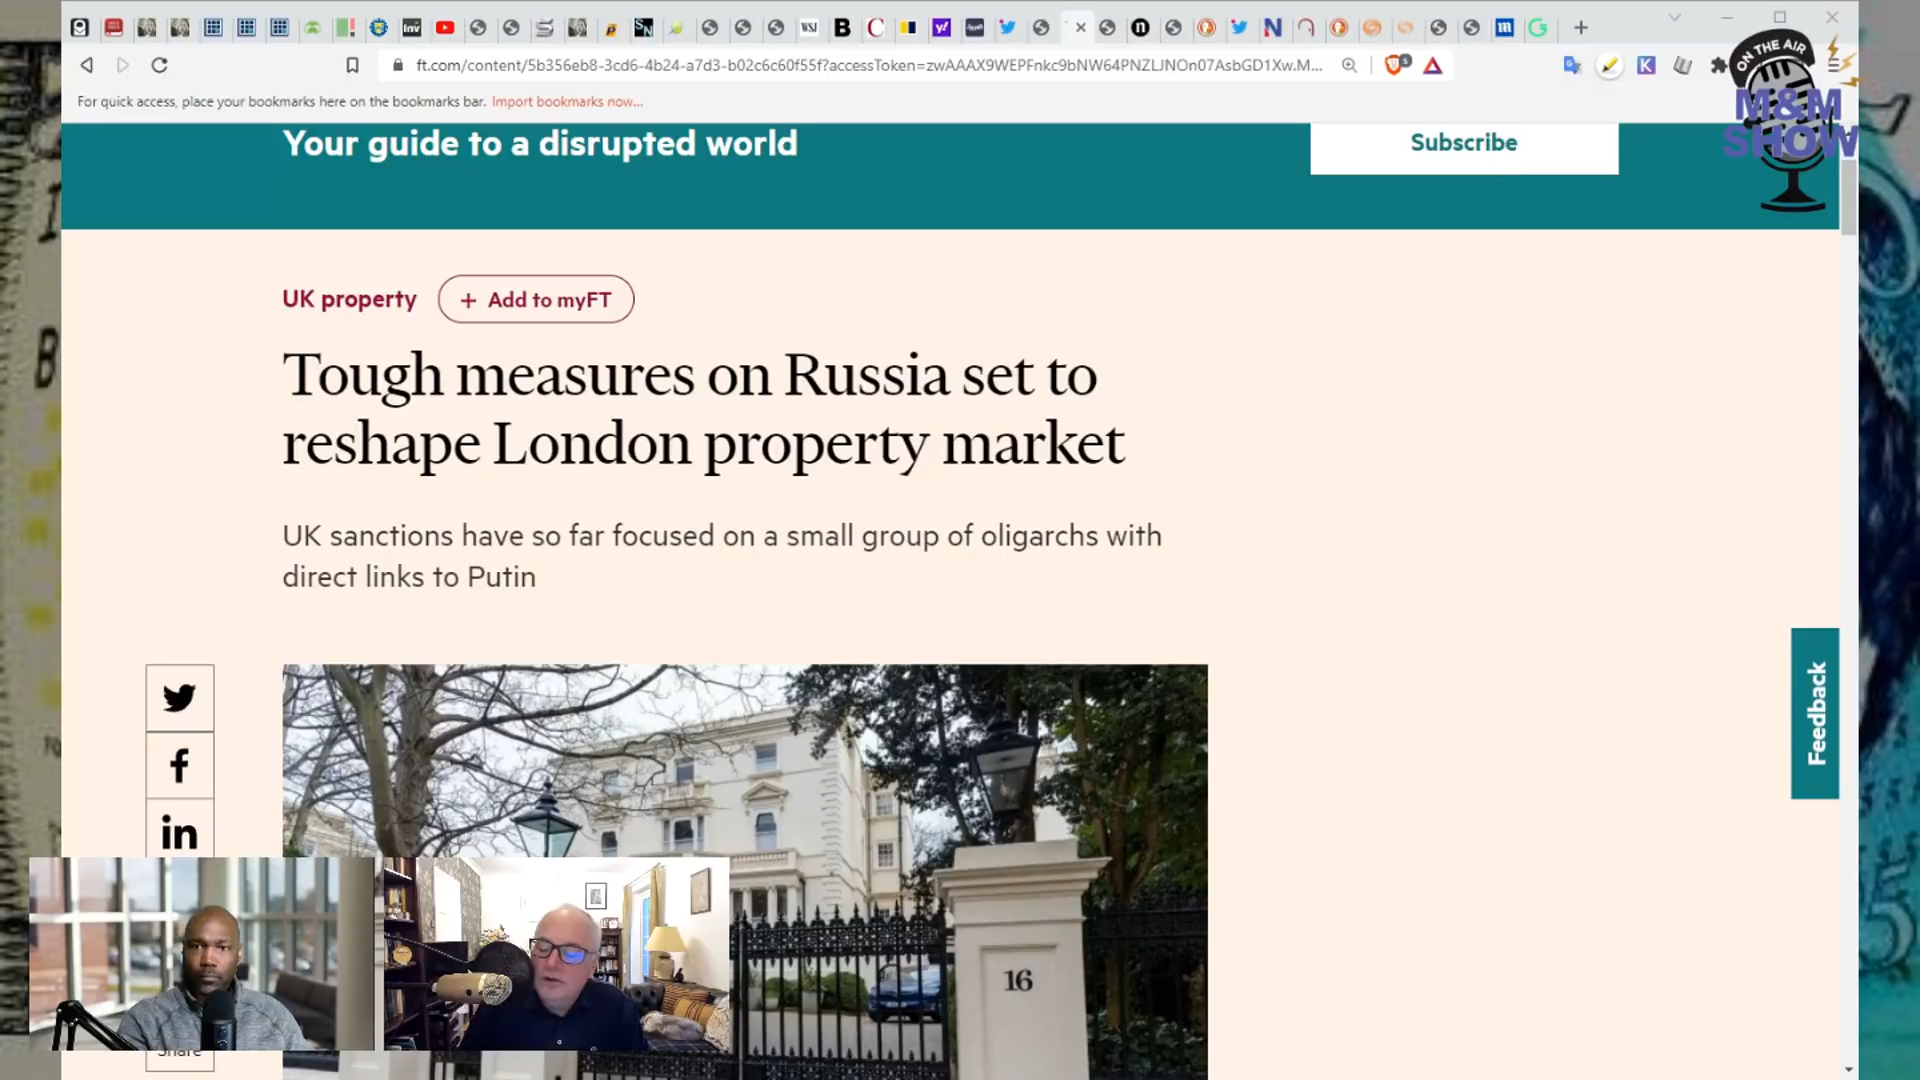 ft.com/content/5b356eb8-3cd6-4b24-a7d3-b02c6c60f55f?accessToken=zwAAAX9WEPFnkc9bNW64PNZLJNOn07AsbGD1Xw.M...
For quick access, place your bookmarks here on the bookmarks bar. Import bookmarks now...
ON THE AIR
M&M
SHOW
Your guide to a disrupted world
Subscribe
UK property
+ Add to myFT
Tough measures on Russia set to
reshape London property market
UK sanctions have so far focused on a small group of oligarchs with
direct links to Putin
Feedback
16
Share